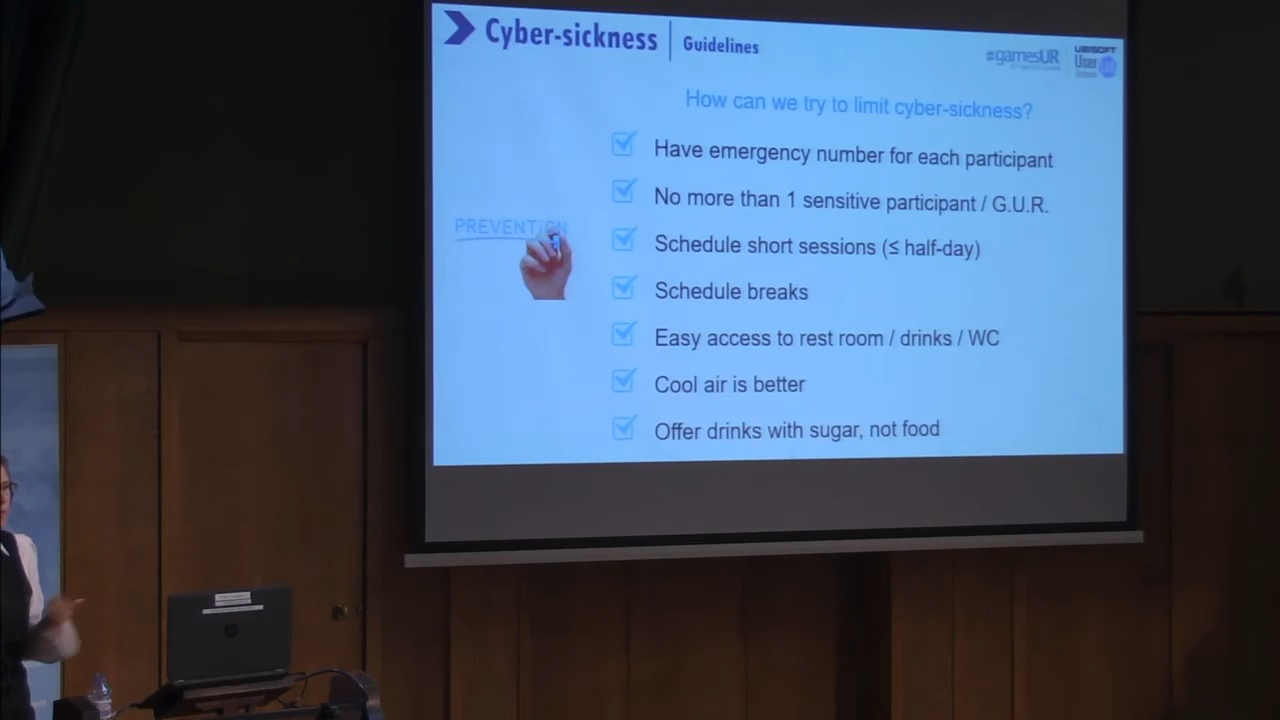 Cyber-sickness | Guidelines
#gamesUR
UBISOFT
User
How can we try to limit cyber-sickness?
Have emergency number for each participant
No more than 1 sensitive participant / G.U.R.
PREVENTiON
Schedule short sessions (≤ half-day)
Schedule breaks
Easy access to rest room / drinks / WC
Cool air is better
Offer drinks with sugar, not food
hp